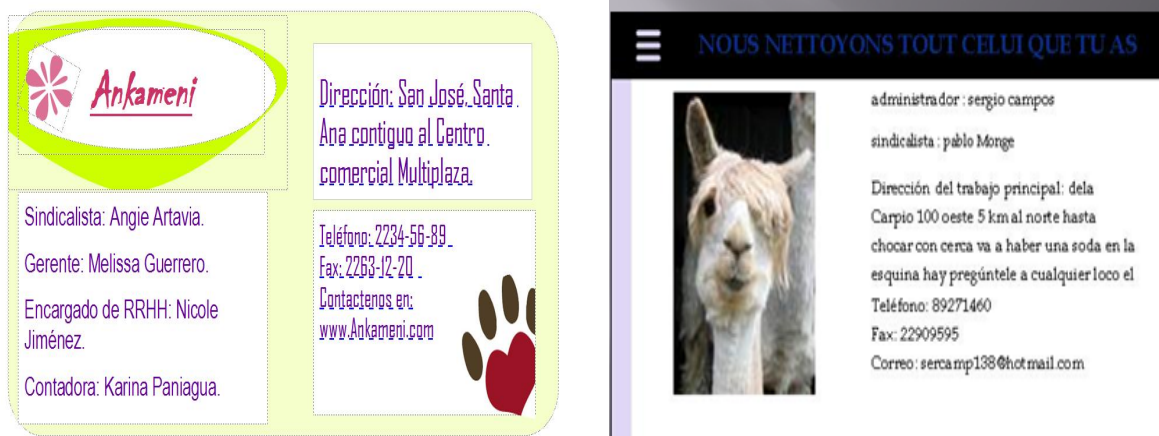 Ankameni
Sindicalista: Angie Artavia.
Gerente: Melissa Guerrero.
Encargado de RRHH: Nicole
Jiménez.
Contadora: Karina Paniagua.
Dirección: San José, Santa
Ana contiguo al Centro
comercial Multiplaza.
Teléfono: 2234-56-89
Fax: 2263-12-20
Contactenos en:
www.Ankameni.com
NOUS NETTOYONS TOUT CELUI QUE TU AS
administrador : sergio campos
sindicalista : pablo Monge
Dirección del trabajo principal: dela
Carpio 100 oeste 5 km al norte hasta
chocar con cerca va a haber una soda en la
esquina hay pregúntele a cualquier loco el
Teléfono: 89271460
Fax: 22909595
Correo: sercamp138@hotmail.com